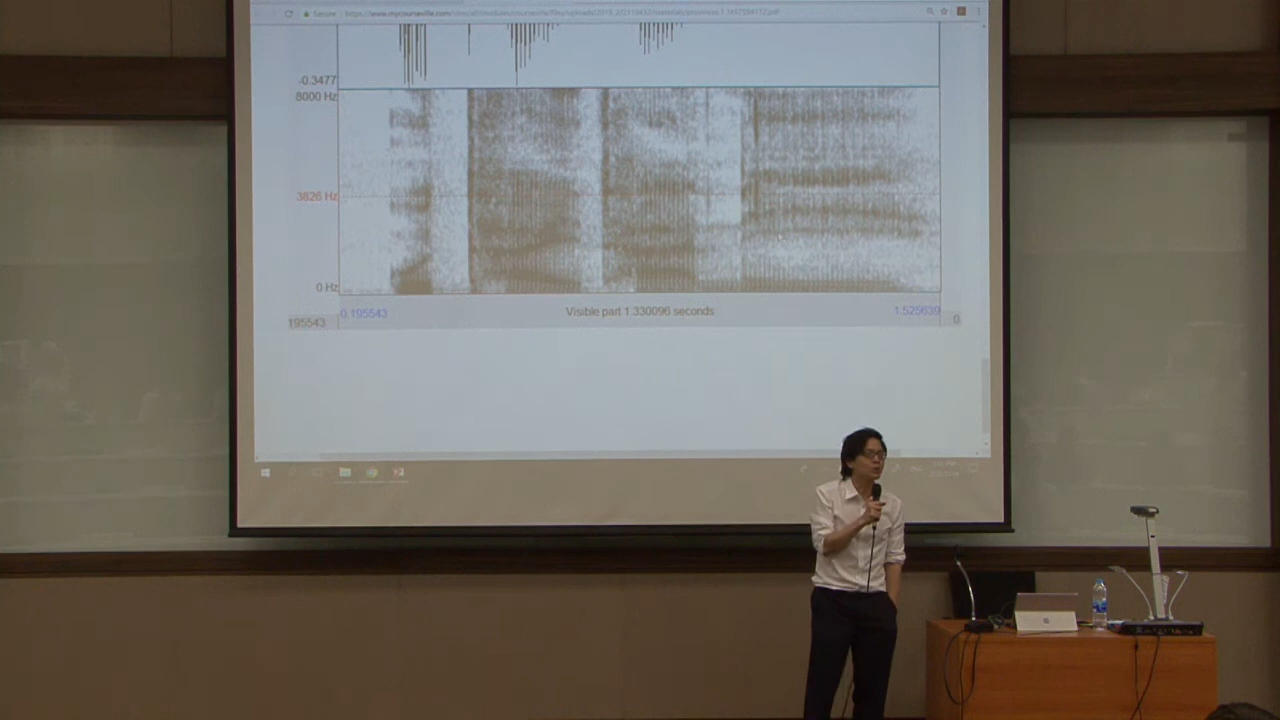 Secure
-0.3477
8000 Hz
3826 Hz
0 Hz
0.195543
Visible part 1.330096 seconds
1.525639
195543
0